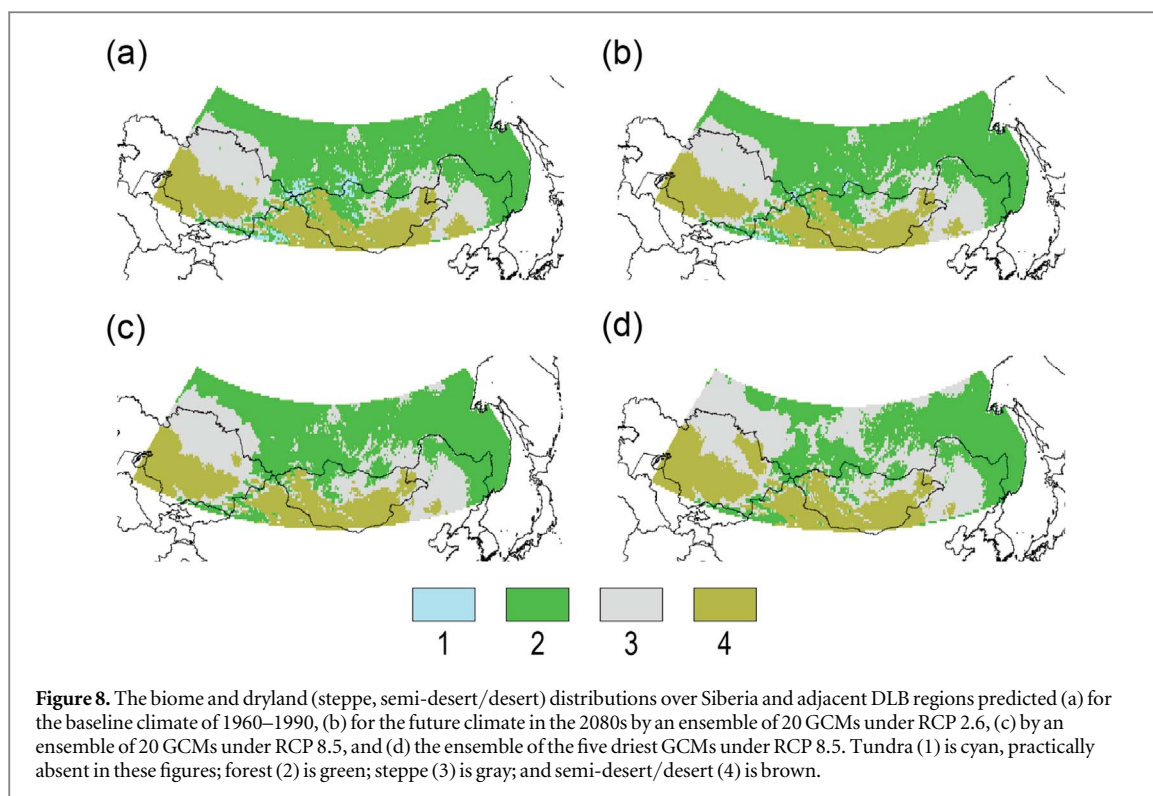 (a) (b)
(c) (d)
1 2 3 4
Figure 8. The biome and dryland (steppe, semi-desert/desert) distributions over Siberia and adjacent DLB regions predicted (a) for
the baseline climate of 1960–1990, (b) for the future climate in the 2080s by an ensemble of 20 GCMs under RCP 2.6, (c) by an
ensemble of 20 GCMs under RCP 8.5, and (d) the ensemble of the five driest GCMs under RCP 8.5. Tundra (1) is cyan, practically
absent in these figures; forest (2) is green; steppe (3) is gray; and semi-desert/desert (4) is brown.